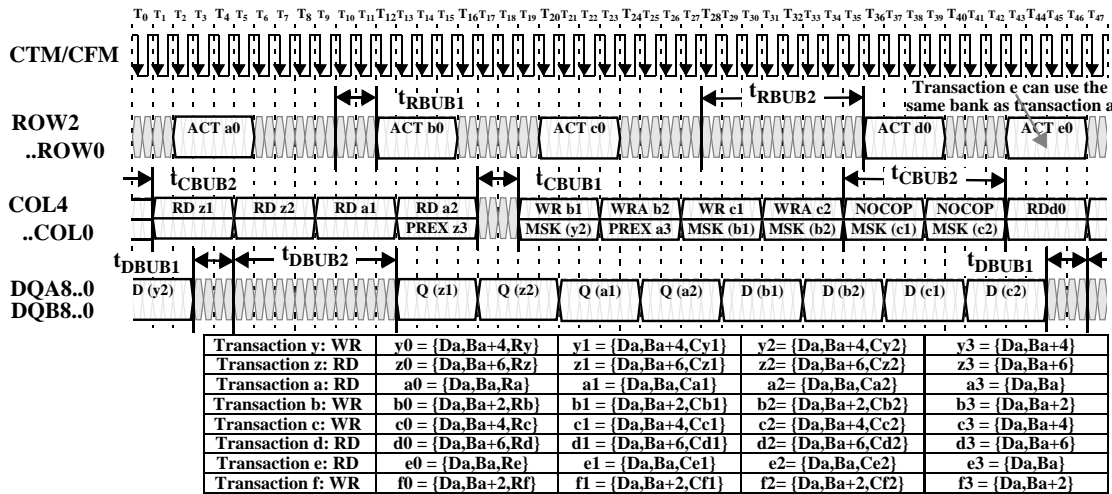 T0 T1 T2 T3 T4 T5 T6 T7 T8 T9 T10 T11 T12 T13 T14 T15 T16 T17 T18 T19 T20 T21 T22 T23 T24 T25 T26 T27 T28 T29 T30 T31 T32 T33 T34 T35 T36 T37 T38 T39 T40 T41 T42 T43 T44 T45 T46 T47
CTM/CFM
Transaction e can use the
same bank as transaction a
tRBUB1 tRBUB2
ROW2
..ROW0
ACT a0 ACT b0 ACT c0 ACT d0 ACT e0
tCBUB2 tCBUB1 tCBUB2
COL4
..COL0
RD z1 RD z2 RD a1 RD a2 WR b1 WRA b2 WR c1 WRA c2 NOCOP NOCOP RDd0
PREX z3 MSK (y2) PREX a3 MSK (b1) MSK (b2) MSK (c1) MSK (c2)
tDBUB1 tDBUB2 tDBUB1
DQA8..0
DQB8..0
D (y2) Q (z1) Q (z2) Q (a1) Q (a2) D (b1) D (b2) D (c1) D (c2)
Transaction y: WR y0 = {Da,Ba+4,Ry} y1 = {Da,Ba+4,Cy1} y2= {Da,Ba+4,Cy2} y3 = {Da,Ba+4}
Transaction z: RD z0 = {Da,Ba+6,Rz} z1 = {Da,Ba+6,Cz1} z2= {Da,Ba+6,Cz2} z3 = {Da,Ba+6}
Transaction a: RD a0 = {Da,Ba,Ra} a1 = {Da,Ba,Ca1} a2= {Da,Ba,Ca2} a3 = {Da,Ba}
Transaction b: WR b0 = {Da,Ba+2,Rb} b1 = {Da,Ba+2,Cb1} b2= {Da,Ba+2,Cb2} b3 = {Da,Ba+2}
Transaction c: WR c0 = {Da,Ba+4,Rc} c1 = {Da,Ba+4,Cc1} c2= {Da,Ba+4,Cc2} c3 = {Da,Ba+4}
Transaction d: RD d0 = {Da,Ba+6,Rd} d1 = {Da,Ba+6,Cd1} d2= {Da,Ba+6,Cd2} d3 = {Da,Ba+6}
Transaction e: RD e0 = {Da,Ba,Re} e1 = {Da,Ba,Ce1} e2= {Da,Ba,Ce2} e3 = {Da,Ba}
Transaction f: WR f0 = {Da,Ba+2,Rf} f1 = {Da,Ba+2,Cf1} f2= {Da,Ba+2,Cf2} f3 = {Da,Ba+2}